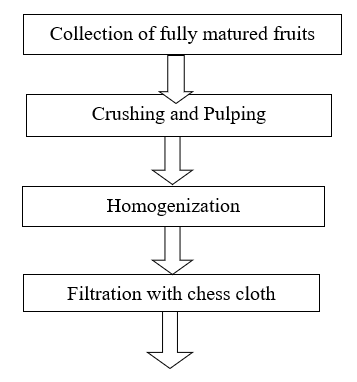 Collection of fully matured fruits
Crushing and Pulping
Homogenization
Filtration with chess cloth